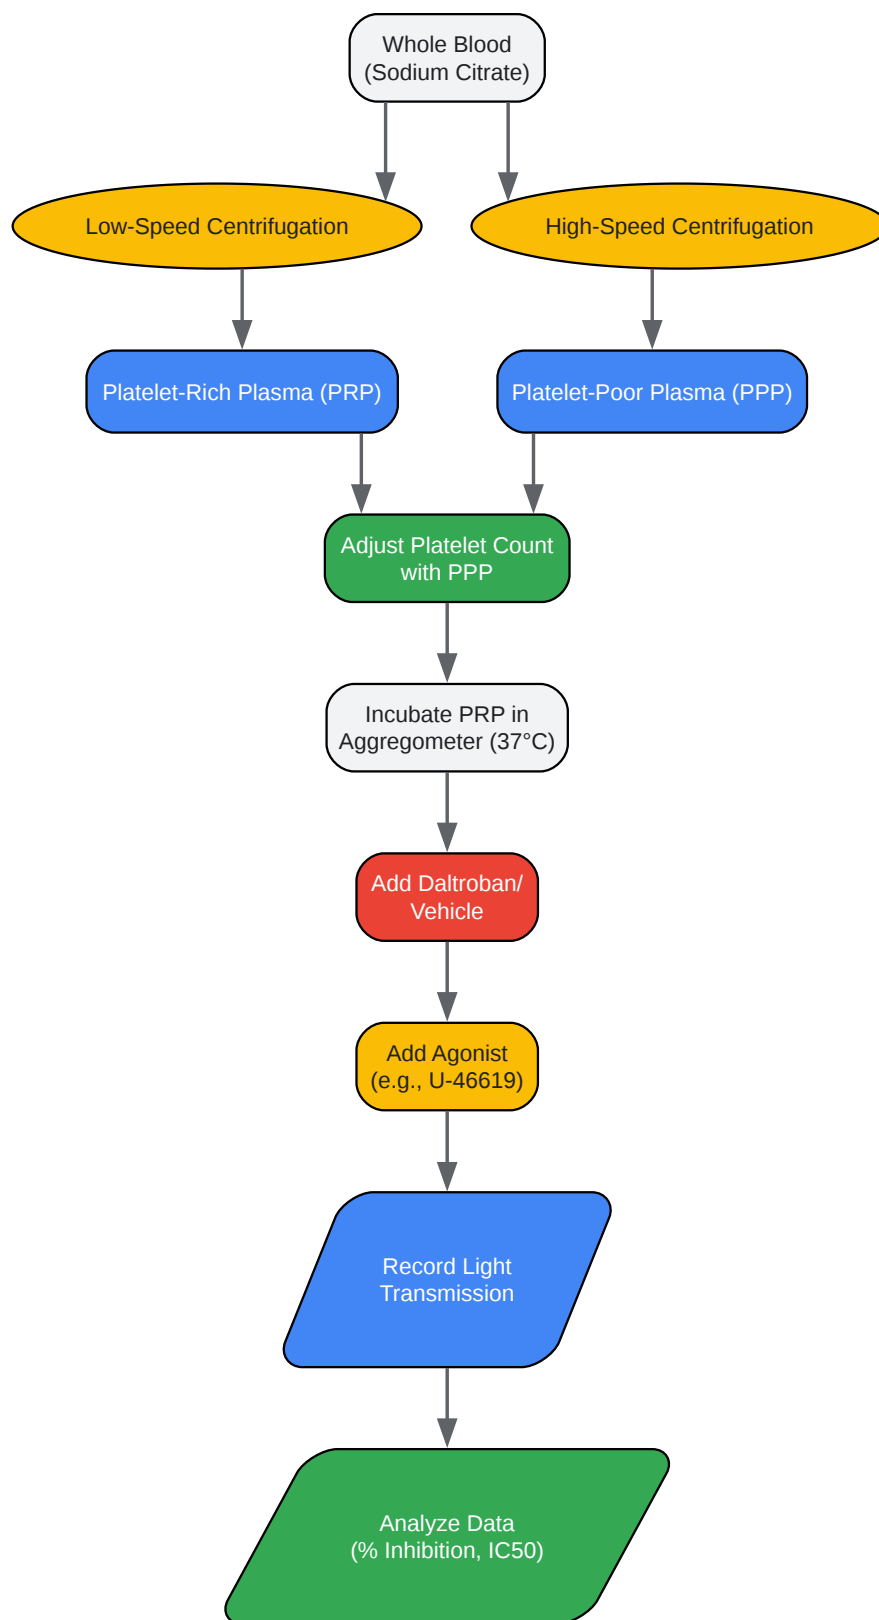 Whole Blood
(Sodium Citrate)
Low-Speed Centrifugation
High-Speed Centrifugation
Platelet-Rich Plasma (PRP)
Platelet-Poor Plasma (PPP)
Adjust Platelet Count
with PPP
Incubate PRP in
Aggregometer (37°C)
Add Daltroban/
Vehicle
Add Agonist
(e.g., U-46619)
Record Light
Transmission
Analyze Data
(% Inhibition, IC50)